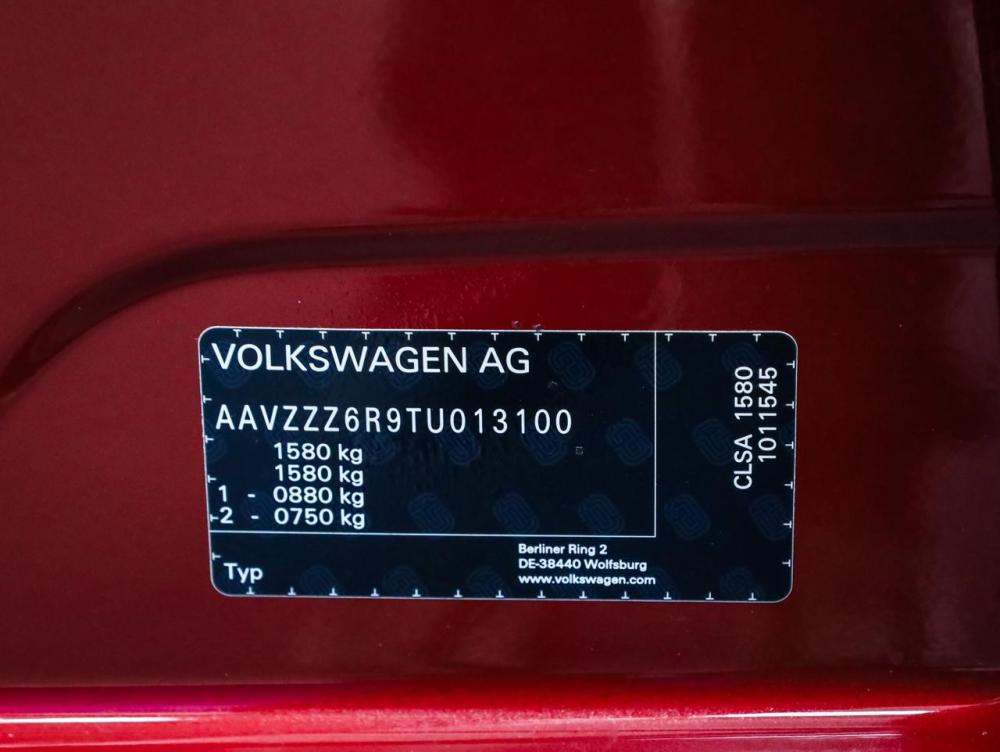 VOLKSWAGEN AG
AAVZZZ6R9TU013100
1580 kg
1580 kg
1 - 0880 kg
2 - 0750 kg
Typ
Berliner Ring 2
DE-38440 Wolfsburg
www.volkswagen.com
CLSA 1580
1011545